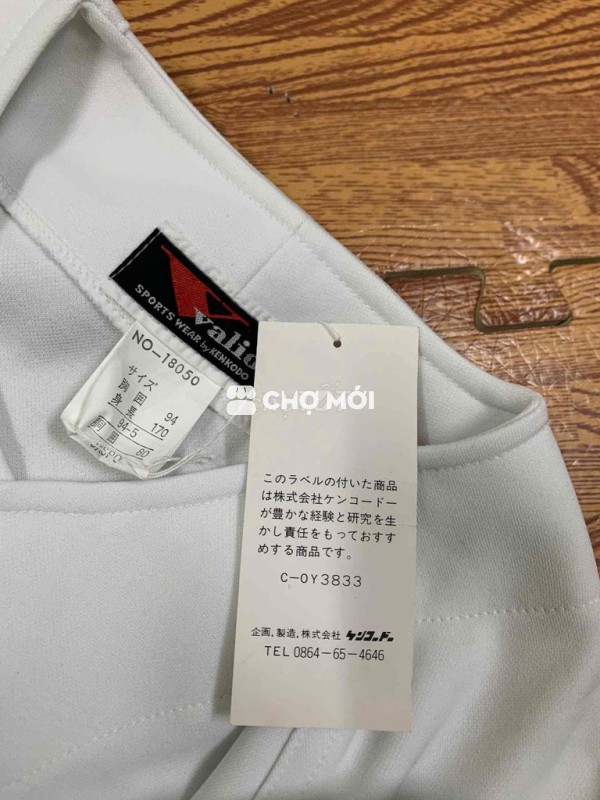 Valio
SPORTS WEAR by KENKODO
NO-18050
サイズ
胸囲 94
身長 170
94-5
胴囲 80
CHỢ MỚI
このラベルの付いた商品
は株式会社ケンコードー
が豊かな経験と研究を生
かし責任をもっておすす
めする商品です。
C-OY3833
企画,製造,株式会社 ケンコードー
TEL 0864-65-4646